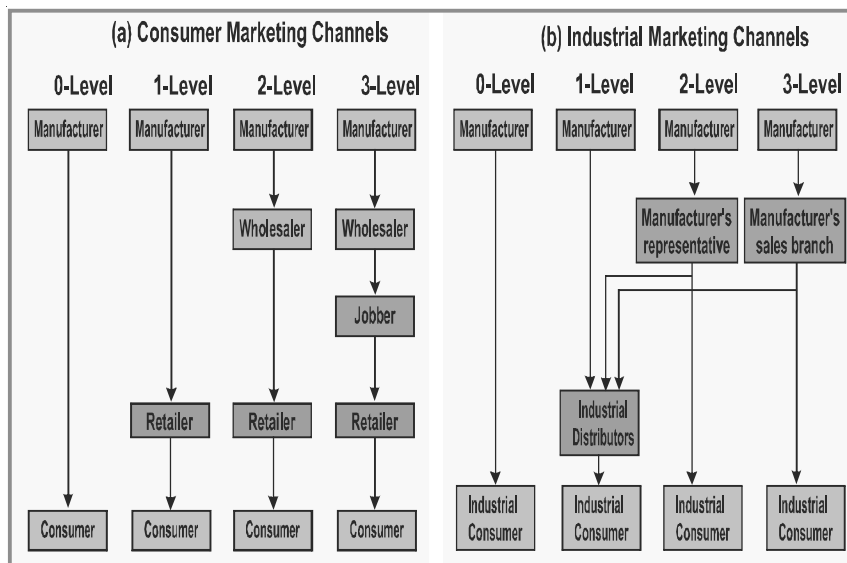 (a) Consumer Marketing Channels
0-Level 1-Level 2-Level 3-Level
Manufacturer Manufacturer Manufacturer Manufacturer
Wholesaler Wholesaler
Jobber
Retailer Retailer Retailer
Consumer Consumer Consumer Consumer
(b) Industrial Marketing Channels
0-Level 1-Level 2-Level 3-Level
Manufacturer Manufacturer Manufacturer Manufacturer
Manufacturer's
representative
Manufacturer's
sales branch
Industrial
Distributors
Industrial
Consumer
Industrial
Consumer
Industrial
Consumer
Industrial
Consumer